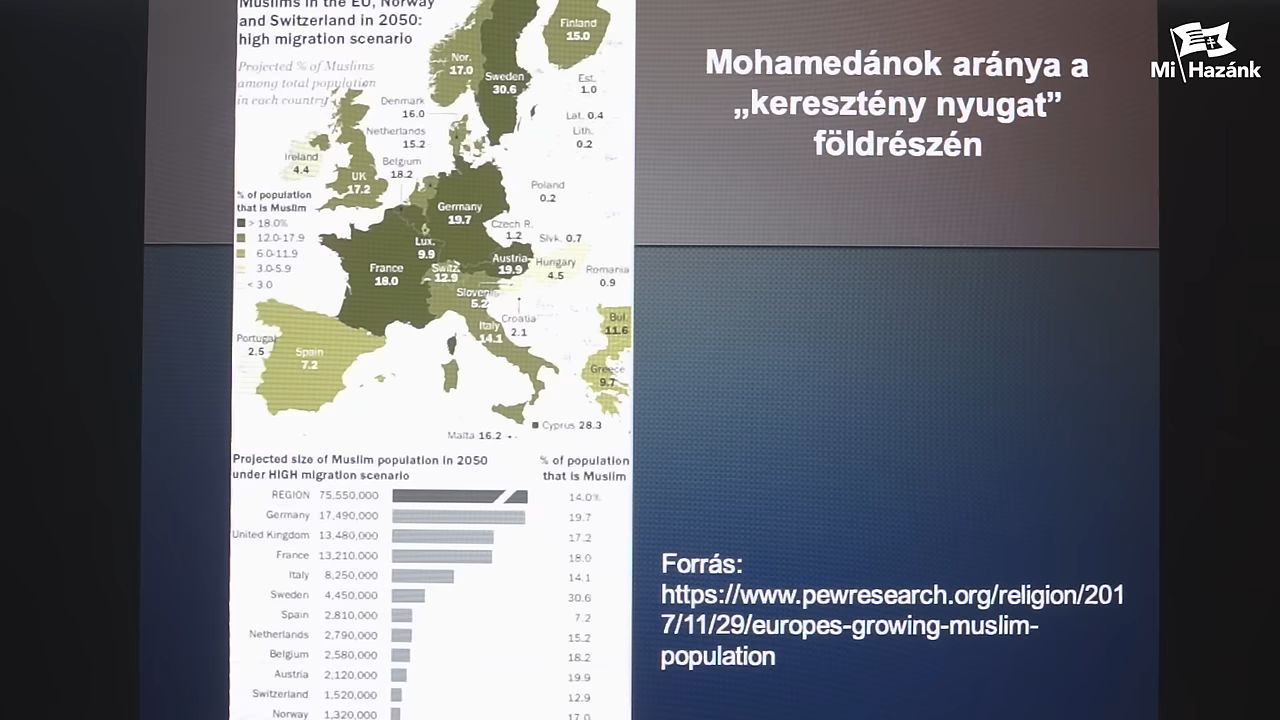 Muslims in the EU, Norway
and Switzerland in 2050:
high migration scenario
Projected % of Muslims
among total population
in each country
Finland
15.0
Nor.
17.0
Sweden
30.6
Est.
1.0
Denmark
16.0
Lat. 0.4
Netherlands
15.2
Lith.
0.2
Ireland
4.4
Belgium
18.2
UK
17.2
Poland
0.2
% of population
that is Muslim
> 18.0%
12.0-17.9
6.0-11.9
3.0-5.9
< 3.0
Germany
19.7
Czech R.
1.2
Lux.
9.9
Slvk. 0.7
Austria
19.9
Hungary
4.5
France
18.0
Switz.
12.9
Romania
0.9
Slovenia
5.2
Croatia
2.1
Italy
14.1
Bul.
11.6
Portugal
2.5
Spain
7.2
Greece
9.7
Cyprus 28.3
Malta 16.2
Projected size of Muslim population in 2050
under HIGH migration scenario
% of population
that is Muslim
REGION 75,550,000 14.0%
Germany 17,490,000 19.7
United Kingdom 13,480,000 17.2
France 13,210,000 18.0
Italy 8,250,000 14.1
Sweden 4,450,000 30.6
Spain 2,810,000 7.2
Netherlands 2,790,000 15.2
Belgium 2,580,000 18.2
Austria 2,120,000 19.9
Switzerland 1,520,000 12.9
Norway 1,320,000 17.0
Mohamedánok aránya a
„keresztény nyugat”
földrészén
Forrás:
https://www.pewresearch.org/religion/201
7/11/29/europes-growing-muslim-
population
Mi Hazánk